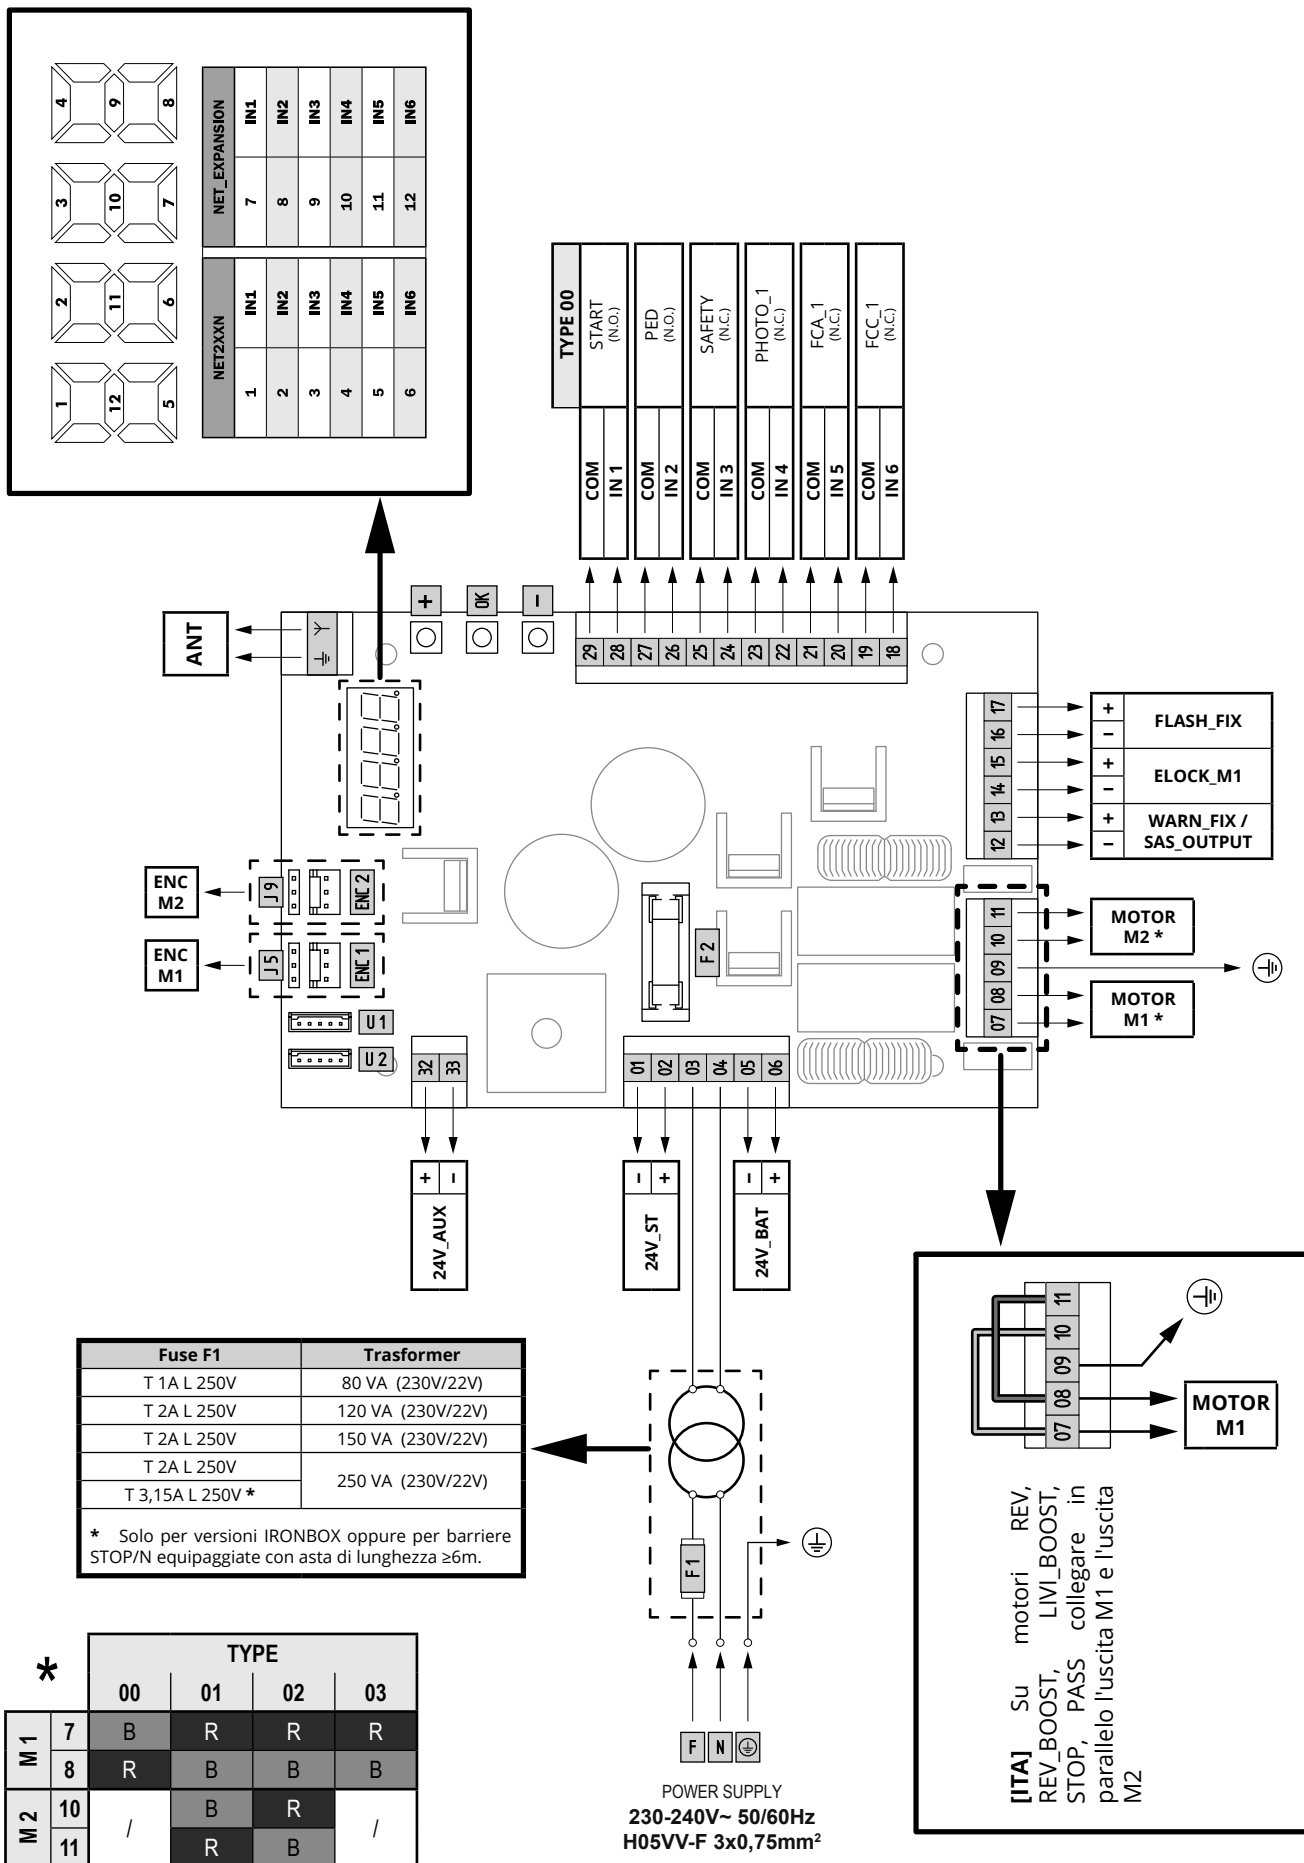 4 9 8
3 10 7
2 11 6
1 12 5
NET2XXN
1 IN1
2 IN2
3 IN3
4 IN4
5 IN5
6 IN6
NET_EXPANSION
7 IN1
8 IN2
9 IN3
10 IN4
11 IN5
12 IN6
TYPE 00
COM
IN 1
START
(N.O.)
COM
IN 2
PED
(N.O.)
COM
IN 3
SAFETY
(N.C.)
COM
IN 4
PHOTO_1
(N.C.)
COM
IN 5
FCA_1
(N.C.)
COM
IN 6
FCC_1
(N.C.)
ANT
+
OK
−
29 28 27 26 25 24 23 22 21 20 19 18
17 + FLASH_FIX
16 −
15 + ELOCK_M1
14 −
13 + WARN_FIX /
12 − SAS_OUTPUT
ENC
M2
J 9
ENC 2
ENC
M1
J 5
ENC 1
U 1
U 2
F 2
11
10
09
08
07
MOTOR
M2 *
MOTOR
M1 *
32 33
+ −
24V_AUX
01 02 03 04 05 06
− +
24V_ST
− +
24V_BAT
Fuse F1 Trasformer
T 1A L 250V 80 VA (230V/22V)
T 2A L 250V 120 VA (230V/22V)
T 2A L 250V 150 VA (230V/22V)
T 2A L 250V 250 VA (230V/22V)
T 3,15A L 250V *
* Solo per versioni IRONBOX oppure per barriere
STOP/N equipaggiate con asta di lunghezza ≥6m.
F 1
F N
POWER SUPPLY
230-240V~ 50/60Hz
H05VV-F 3x0,75mm²
11
10
09
08
07
MOTOR
M1
[ITA] Su motori REV,
REV_BOOST, LIVI_BOOST,
STOP, PASS collegare in
parallelo l'uscita M1 e l'uscita
M2
* TYPE
00 01 02 03
M 1 7 B R R R
8 R B B B
M 2 10 / B R /
11 R B